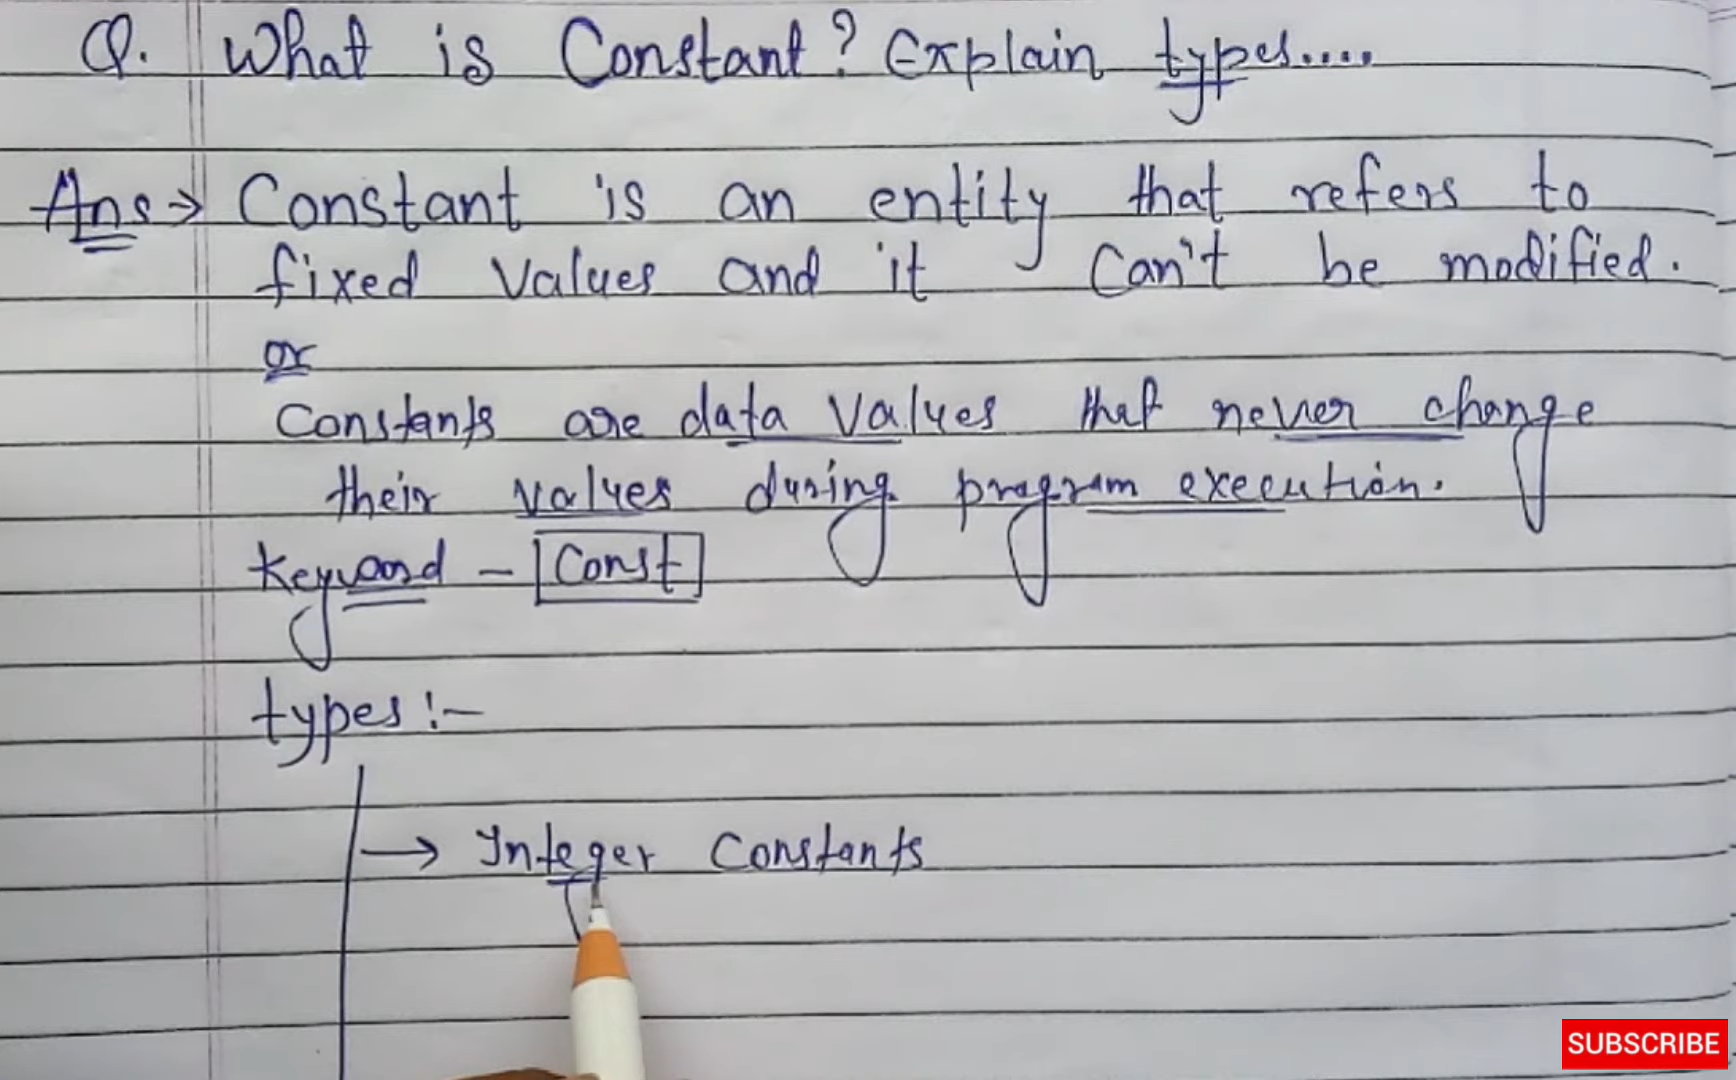 Q. What is Constant? Explain types....
Ans → Constant is an entity that refers to
fixed values and it can't be modified.
or
Constants are data values that never change
their values during program execution.
Keyword - Const
types :-
→ Integer Constants
SUBSCRIBE